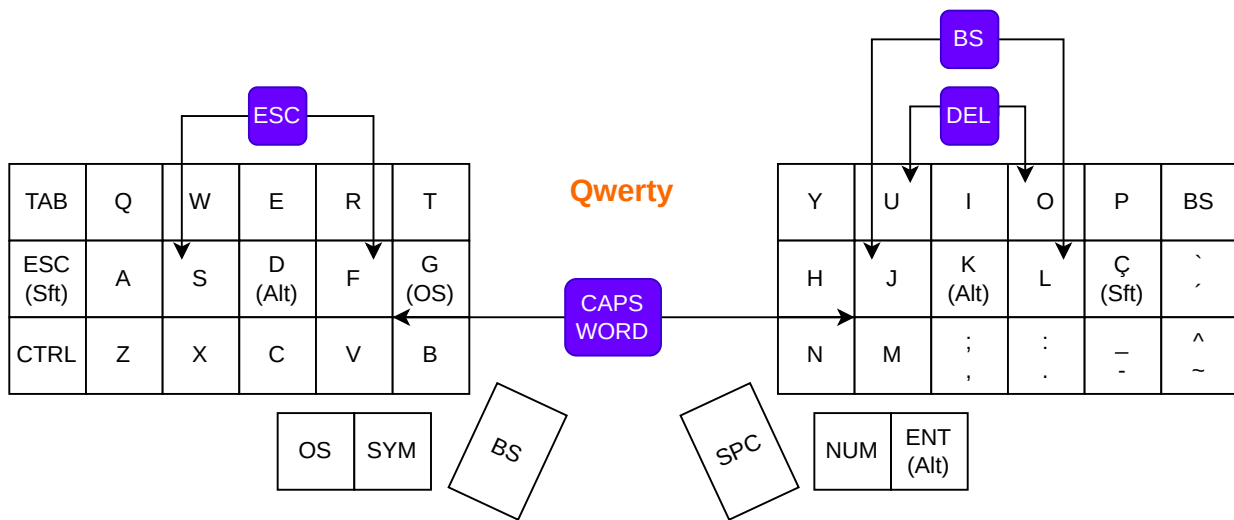 BS
ESC
DEL
TAB Q W E R T
Qwerty
Y U I O P BS
ESC
(Sft)
A S
D
(Alt)
F
G
(OS)
H J
K
(Alt)
L
Ç
(Sft)
`
´
CAPS
WORD
CTRL Z X C V B
N M
;
,
:
.
_
-
^
~
OS SYM BS
SPC NUM
ENT
(Alt)